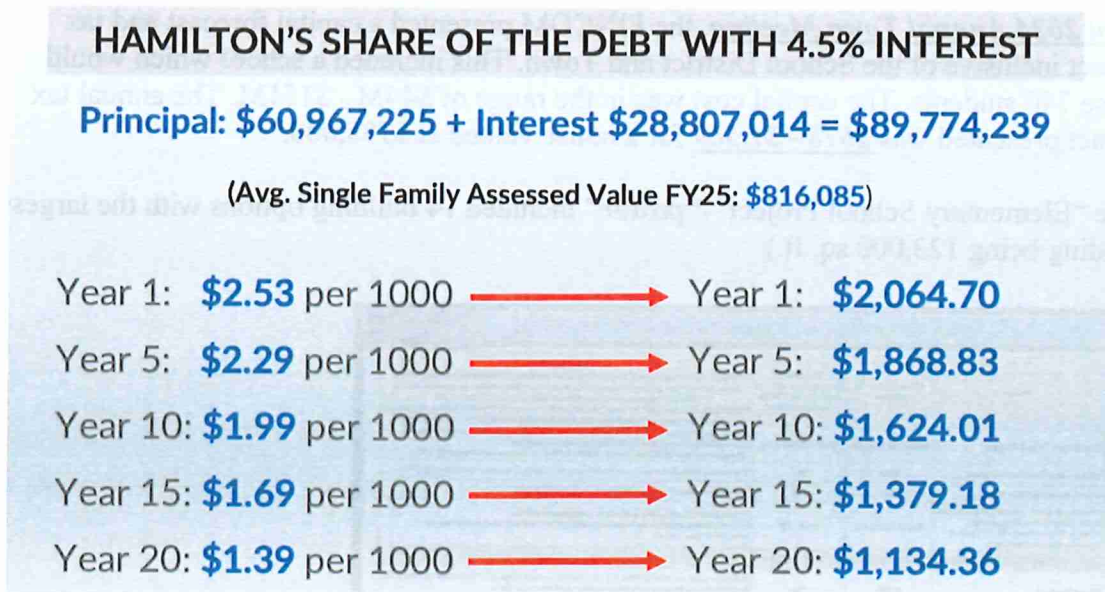 HAMILTON'S SHARE OF THE DEBT WITH 4.5% INTEREST
Principal: $60,967,225 + Interest $28,807,014 = $89,774,239
(Avg. Single Family Assessed Value FY25: $816,085)
Year 1: $2.53 per 1000 Year 1: $2,064.70
Year 5: $2.29 per 1000 Year 5: $1,868.83
Year 10: $1.99 per 1000 Year 10: $1,624.01
Year 15: $1.69 per 1000 Year 15: $1,379.18
Year 20: $1.39 per 1000 Year 20: $1,134.36